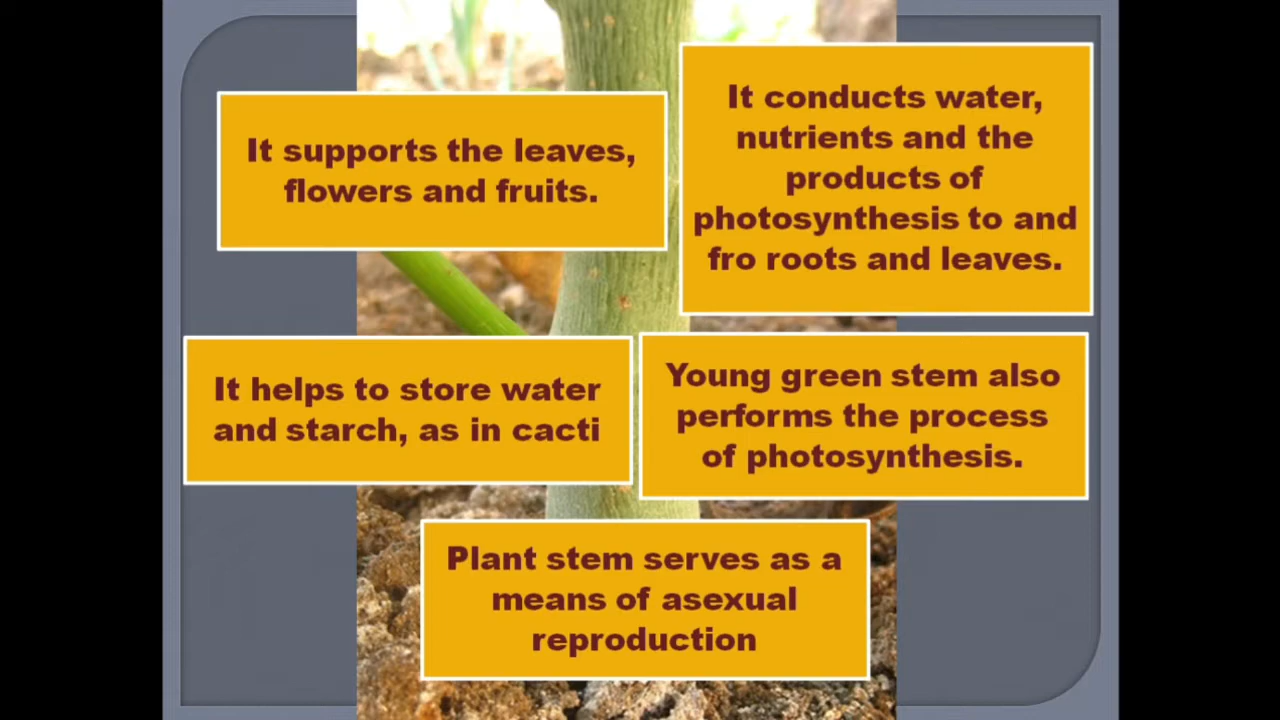 It supports the leaves,
flowers and fruits.
It conducts water,
nutrients and the
products of
photosynthesis to and
fro roots and leaves.
It helps to store water
and starch, as in cacti
Young green stem also
performs the process
of photosynthesis.
Plant stem serves as a
means of asexual
reproduction